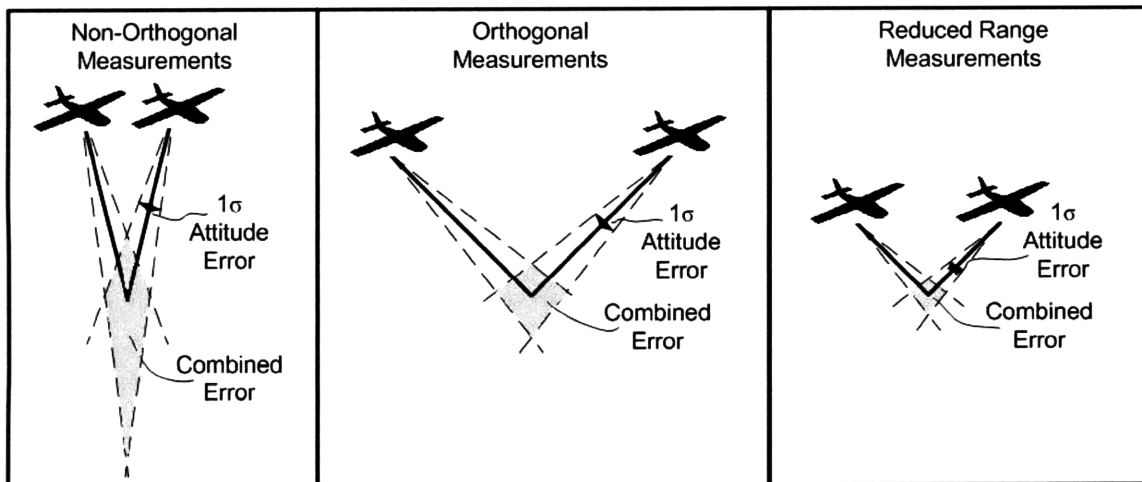 Non-Orthogonal
Measurements
1σ
Attitude
Error
Combined
Error
Orthogonal
Measurements
1σ
Attitude
Error
Combined
Error
Reduced Range
Measurements
1σ
Attitude
Error
Combined
Error